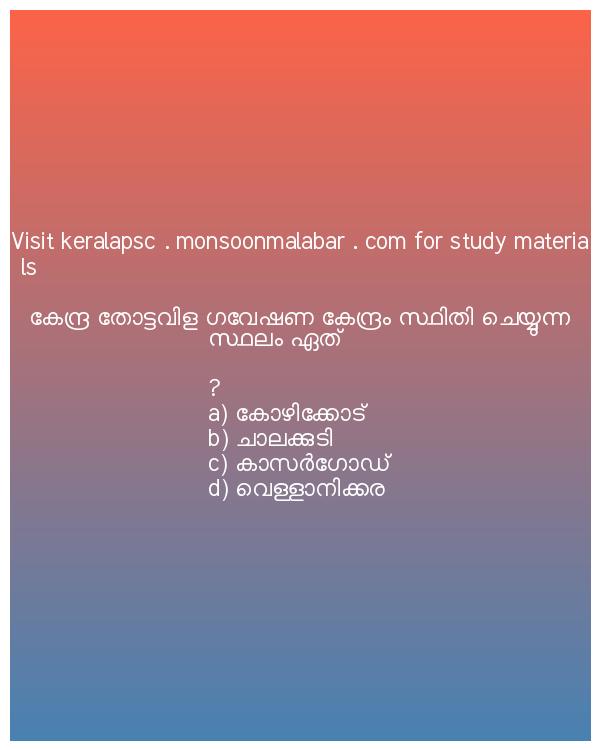 Visit keralapsc . monsoonmalabar . com for study materia
ls
കേന്ദ്ര തോട്ടവിള ഗവേഷണ കേന്ദ്രം സ്ഥിതി ചെയ്യുന്ന
സ്ഥലം ഏത്
?
a) കോഴിക്കോട്
b) ചാലക്കുടി
c) കാസർഗോഡ്
d) വെള്ളാനിക്കര